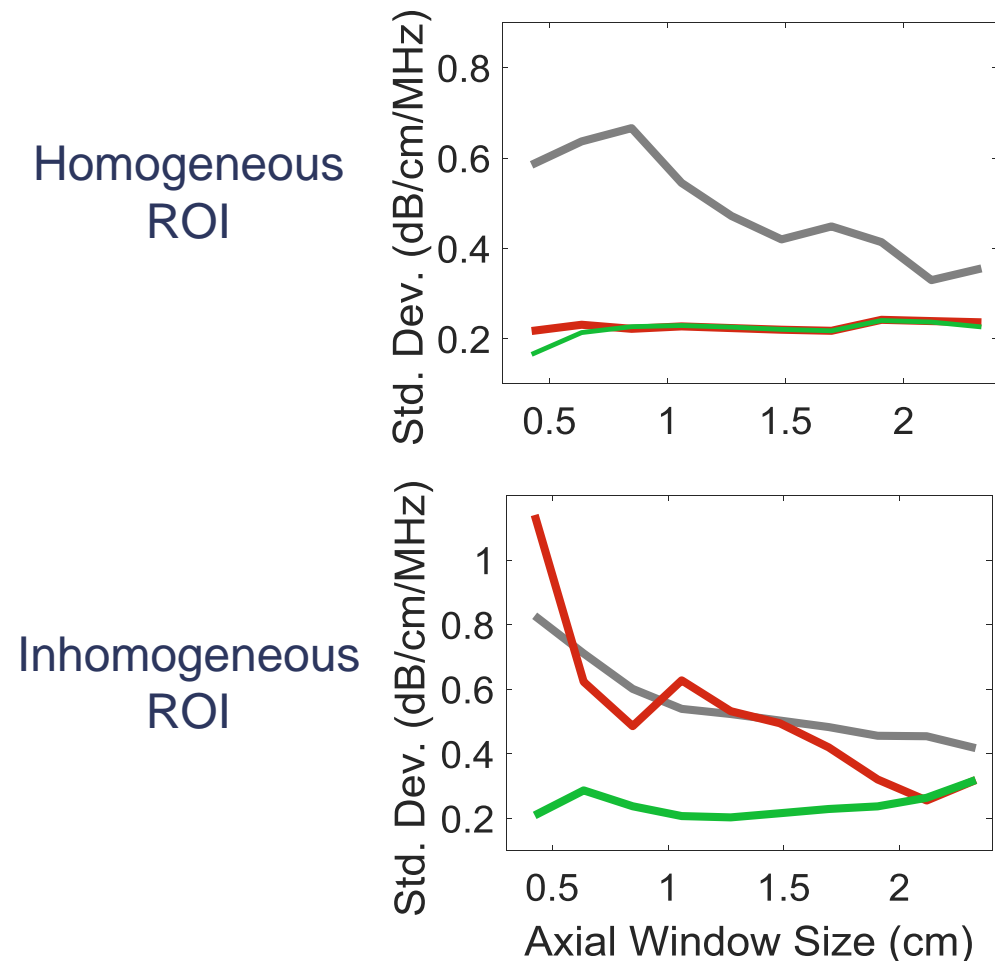 Homogeneous
ROI
Std. Dev. (dB/cm/MHz)
0.8
0.6
0.4
0.2
0.5 1 1.5 2
Inhomogeneous
ROI
Std. Dev. (dB/cm/MHz)
1
0.8
0.6
0.4
0.2
0.5 1 1.5 2
Axial Window Size (cm)